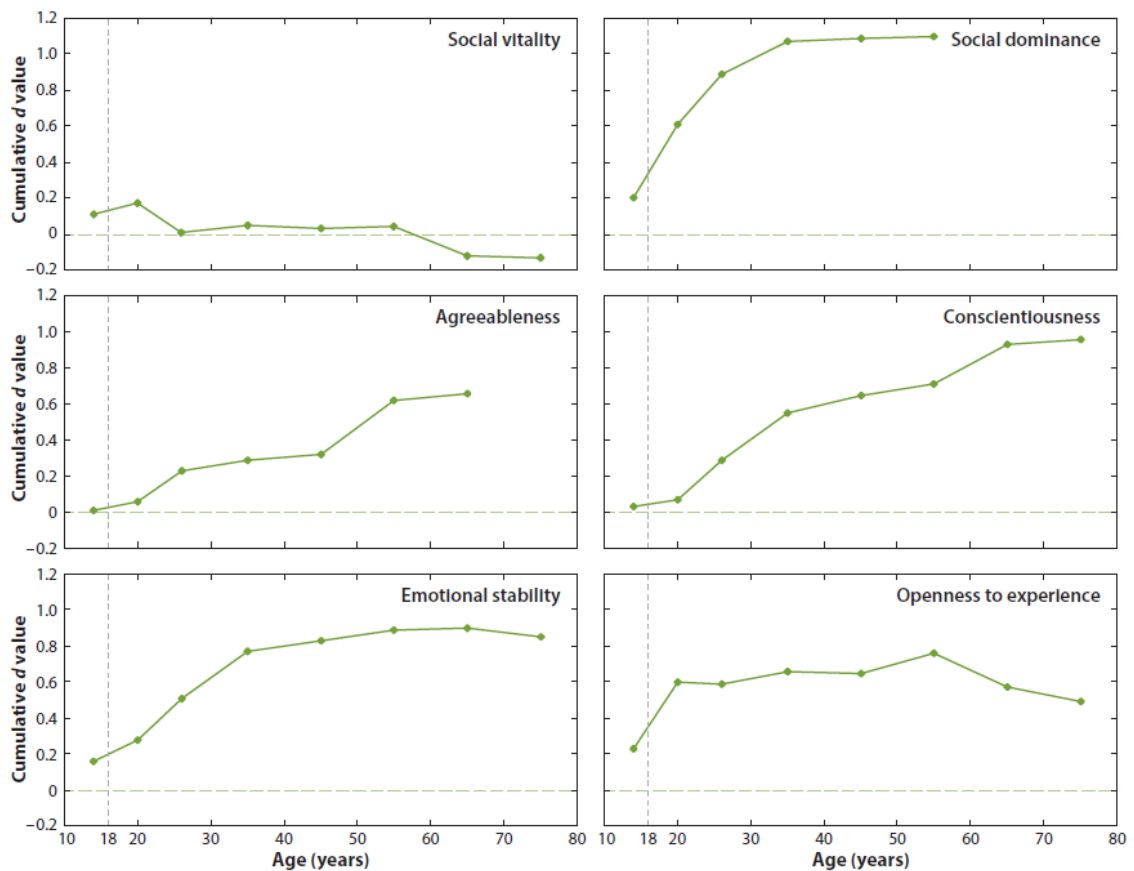 1.2
1.0
0.8
0.6
0.4
0.2
0
−0.2
Cumulative d value
Social vitality
Social dominance
1.2
1.0
0.8
0.6
0.4
0.2
0
−0.2
Cumulative d value
Agreeableness
Conscientiousness
1.2
1.0
0.8
0.6
0.4
0.2
0
−0.2
Cumulative d value
Emotional stability
Openness to experience
10 18 20 30 40 50 60 70 80
Age (years)
10 18 20 30 40 50 60 70 80
Age (years)